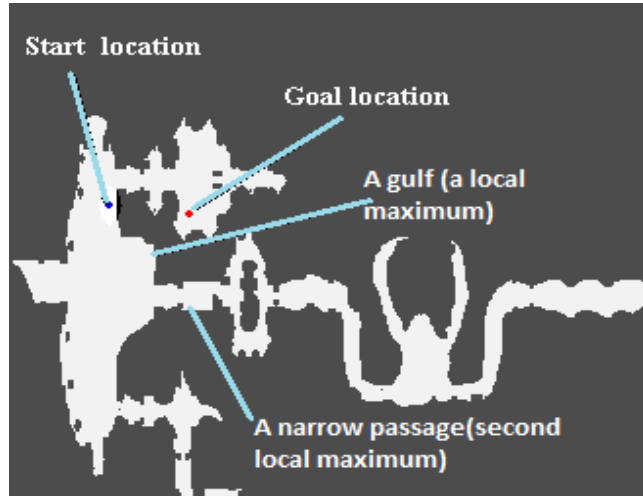 Start location
Goal location
A gulf (a local
maximum)
A narrow passage(second
local maximum)